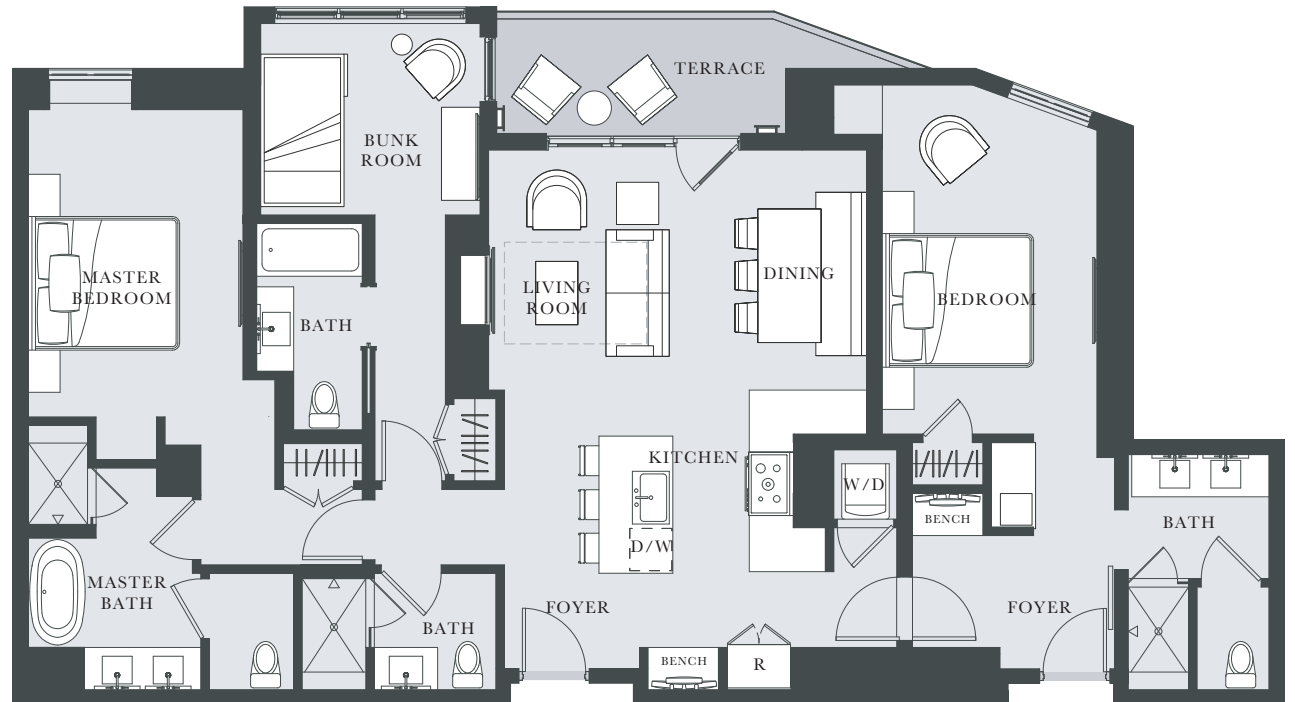 TERRACE
BUNK
ROOM
MASTER
BEDROOM
LIVING
ROOM
DINING
BEDROOM
BATH
KITCHEN
W/D
BENCH
BATH
D/W
MASTER
BATH
FOYER
FOYER
BATH
BENCH
R